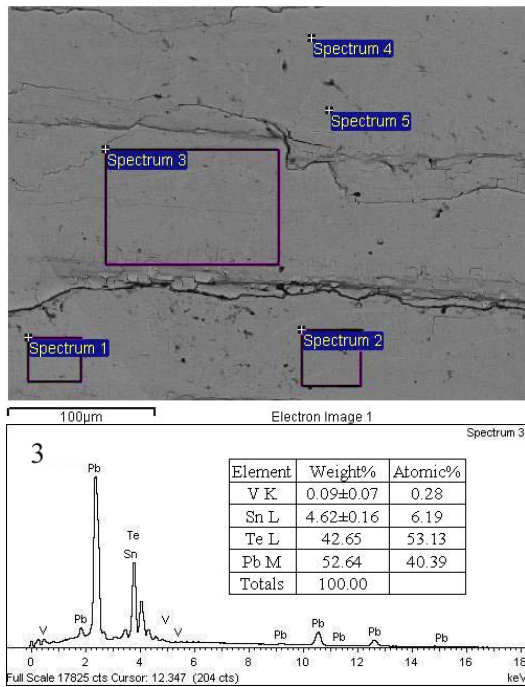 Spectrum 4
Spectrum 5
Spectrum 3
Spectrum 1
Spectrum 2
100µm
Electron Image 1
Spectrum 3
3
Pb
Te
Sn
V
Pb
V
V
Pb
Pb
Pb
Pb
Pb
Element Weight% Atomic%
V K 0.09±0.07 0.28
Sn L 4.62±0.16 6.19
Te L 42.65 53.13
Pb M 52.64 40.39
Totals 100.00
0 2 4 6 8 10 12 14 16 18
Full Scale 17825 cts Cursor: 12.347 (204 cts)
keV